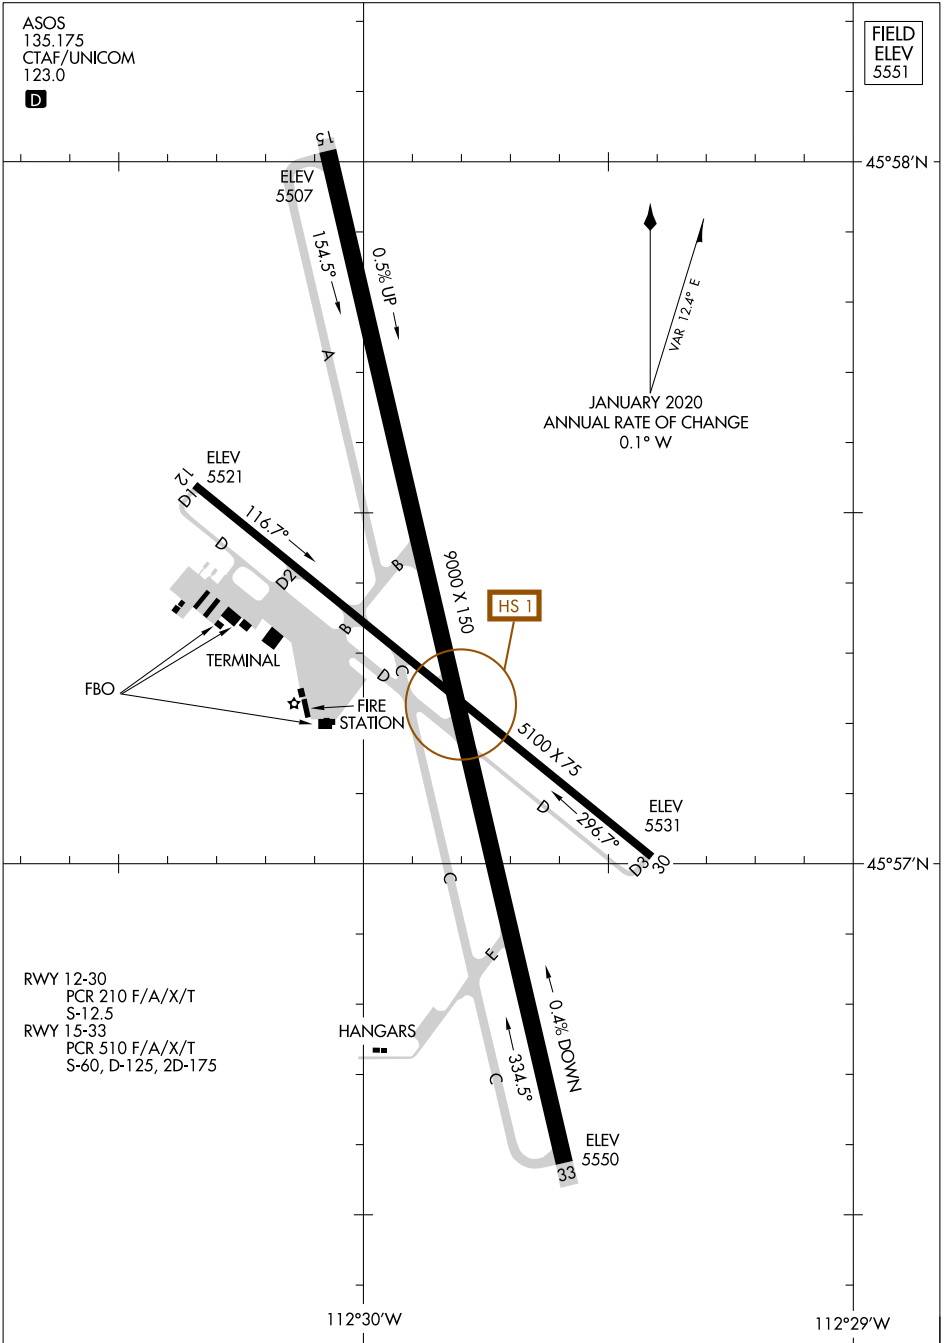 ASOS
135.175
CTAF/UNICOM
123.0
D
FIELD
ELEV
5551
15
45°58'N
ELEV
5507
154.5°
0.5% UP
A
VAR 12.4° E
JANUARY 2020
ANNUAL RATE OF CHANGE
0.1° W
ELEV
5521
12
D1
116.7°
D
D2
B
9000 X 150
HS 1
B
TERMINAL
C
D
FBO
FIRE
STATION
5100 X 75
D
296.7°
ELEV
5531
D3
30
45°57'N
C
E
RWY 12-30
PCR 210 F/A/X/T
S-12.5
RWY 15-33
PCR 510 F/A/X/T
S-60, D-125, 2D-175
HANGARS
0.4% DOWN
334.5°
C
ELEV
5550
33
112°30'W
112°29'W